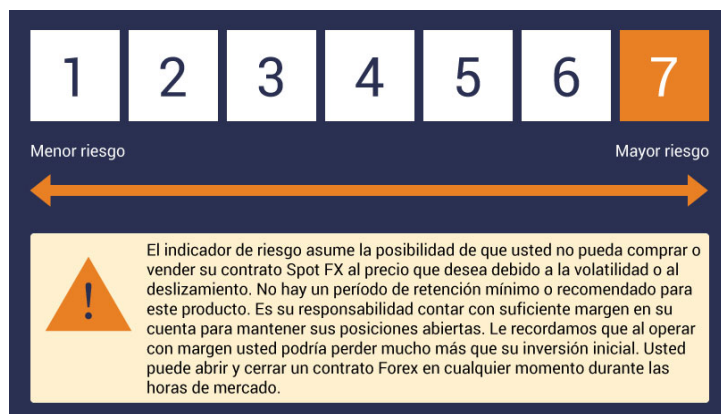 1 2 3 4 5 6 7
Menor riesgo Mayor riesgo
!
El indicador de riesgo asume la posibilidad de que usted no pueda comprar o
vender su contrato Spot FX al precio que desea debido a la volatilidad o al
deslizamiento. No hay un período de retención mínimo o recomendado para
este producto. Es su responsabilidad contar con suficiente margen en su
cuenta para mantener sus posiciones abiertas. Le recordamos que al operar
con margen usted podría perder mucho más que su inversión inicial. Usted
puede abrir y cerrar un contrato Forex en cualquier momento durante las
horas de mercado.